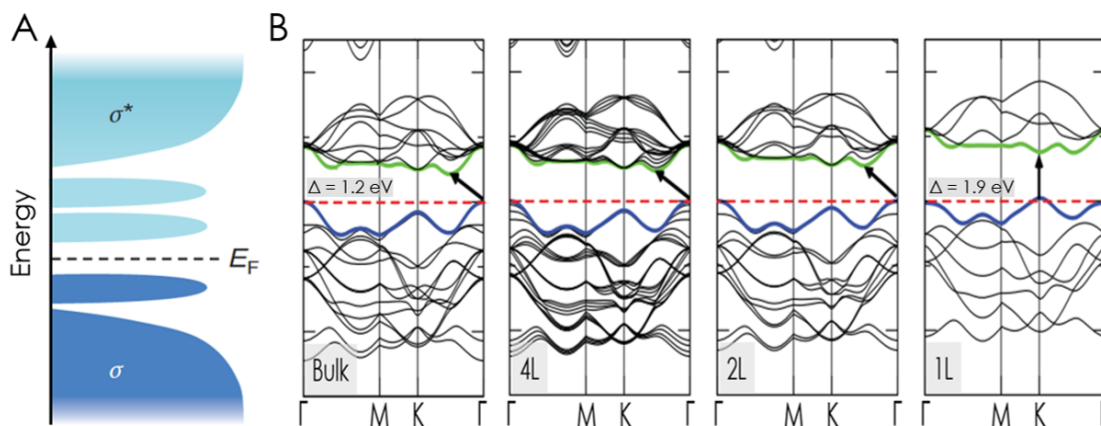 A
Energy
σ*
E_F
σ
B
Δ = 1.2 eV
Δ = 1.9 eV
Bulk
4L
2L
1L
Γ M K Γ
Γ M K Γ
Γ M K Γ
Γ M K Γ